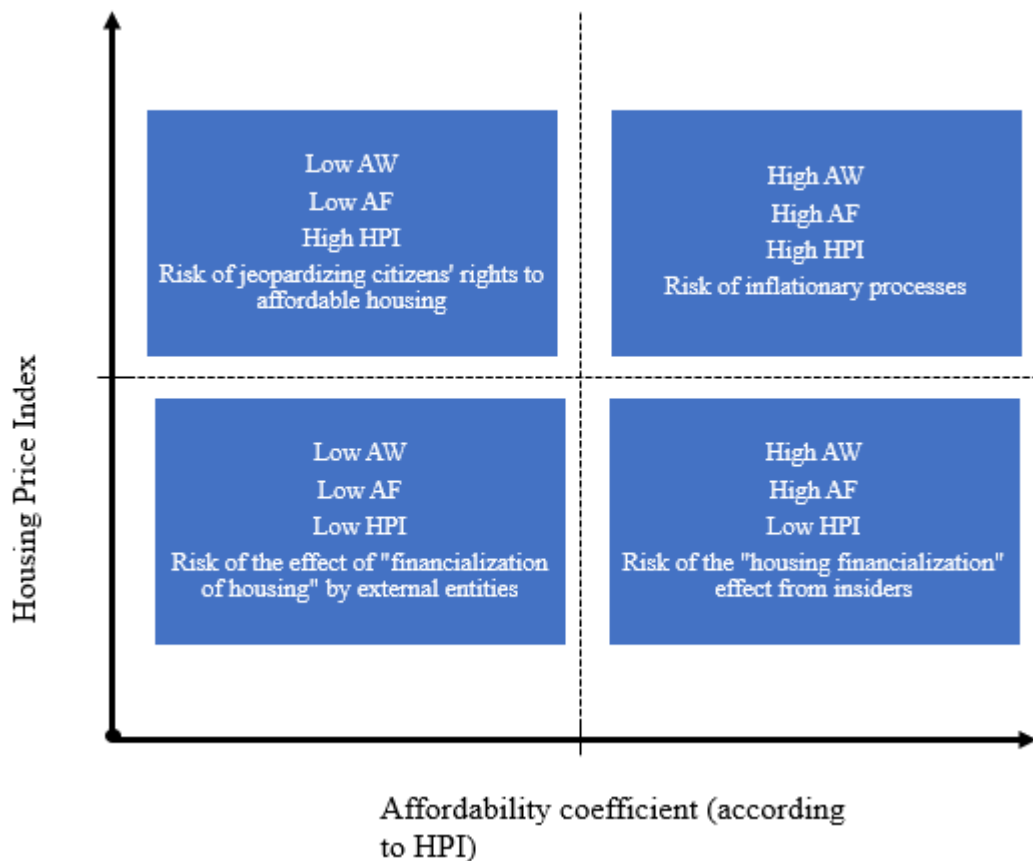 Housing Price Index
Low AW
Low AF
High HPI
Risk of jeopardizing citizens' rights to
affordable housing
High AW
High AF
High HPI
Risk of inflationary processes
Low AW
Low AF
Low HPI
Risk of the effect of "financialization
of housing" by external entities
High AW
High AF
Low HPI
Risk of the "housing financialization"
effect from insiders
Affordability coefficient (according
to HPI)